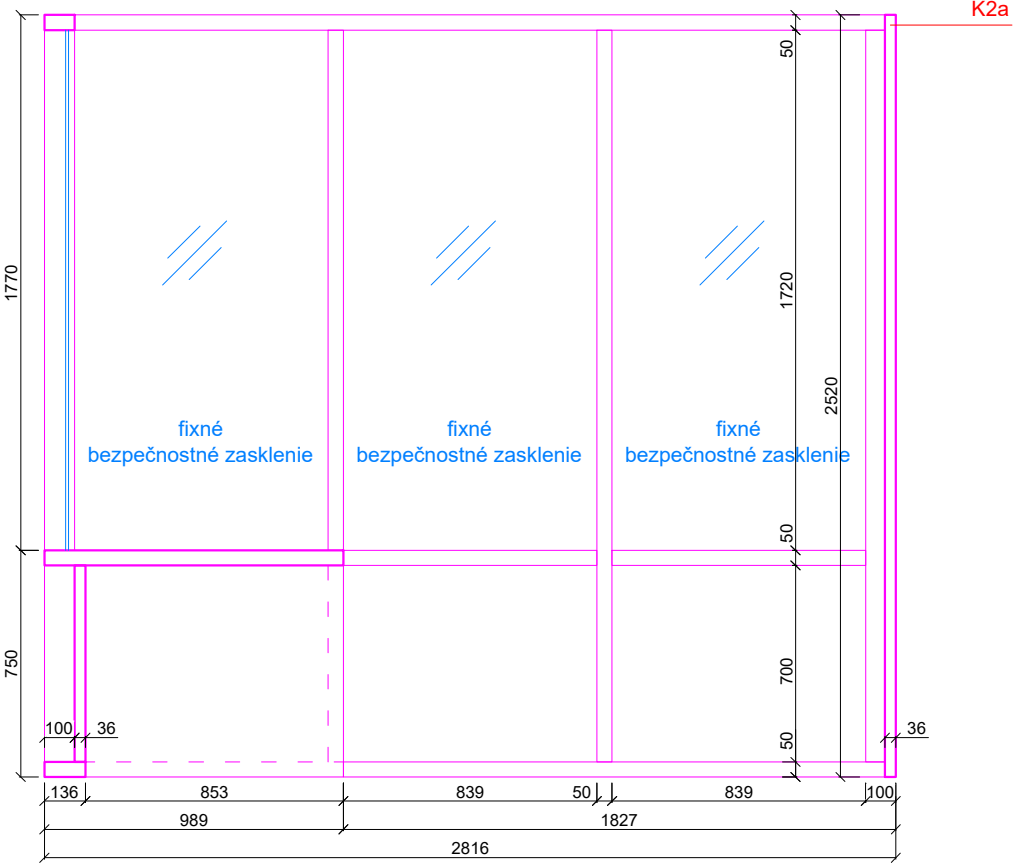 K2a
50
1770
1720
2520
fixné
bezpečnostné zasklenie
fixné
bezpečnostné zasklenie
fixné
bezpečnostné zasklenie
50
750
700
100
36
50
36
136
853
839
50
839
100
989
1827
2816